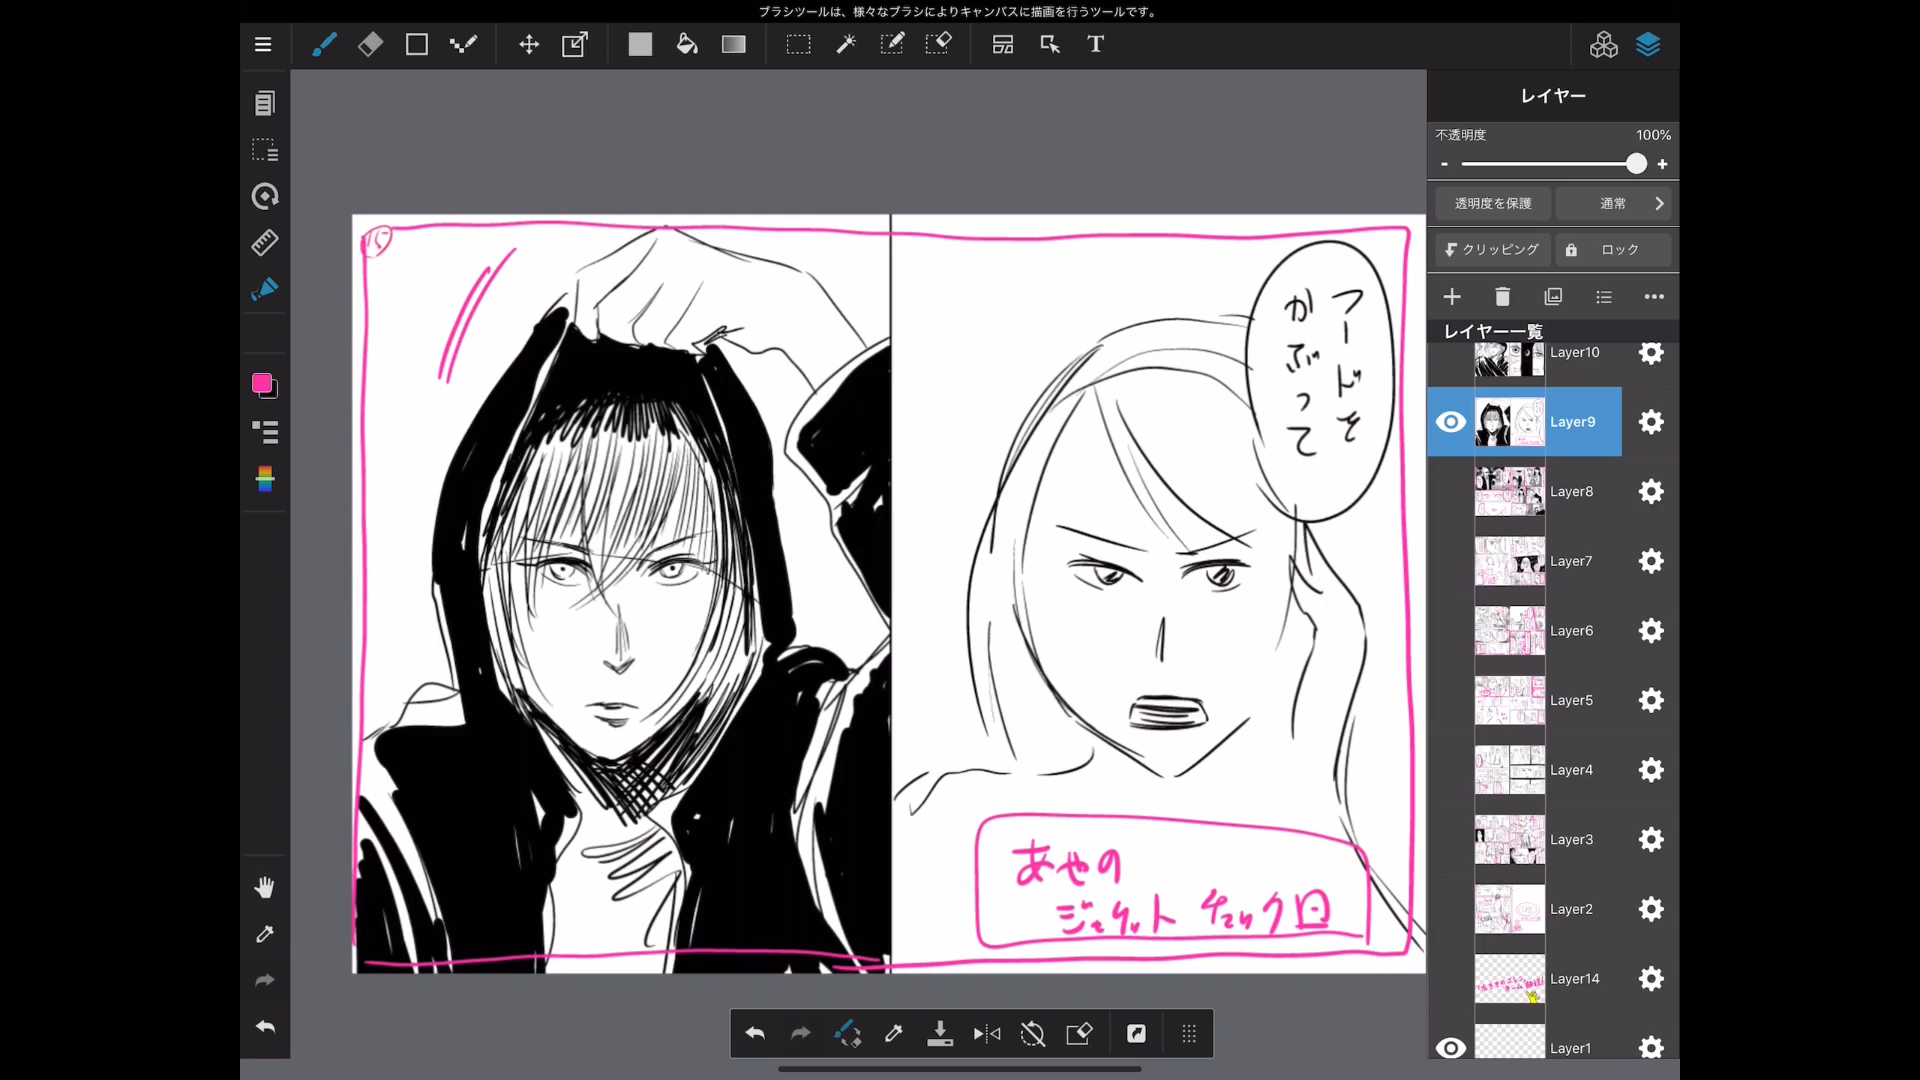 ブラシツールは、様々なブラシによりキャンバスに描画を行うツールです。
T
レイヤー
不透明度 100%
- +
透明度を保護 通常
クリッピング ロック
レイヤー一覧
Layer10
Layer9
Layer8
Layer7
Layer6
Layer5
Layer4
Layer3
Layer2
Layer14
Layer1
フードを
かぶって
あやの
ジャケット チェック